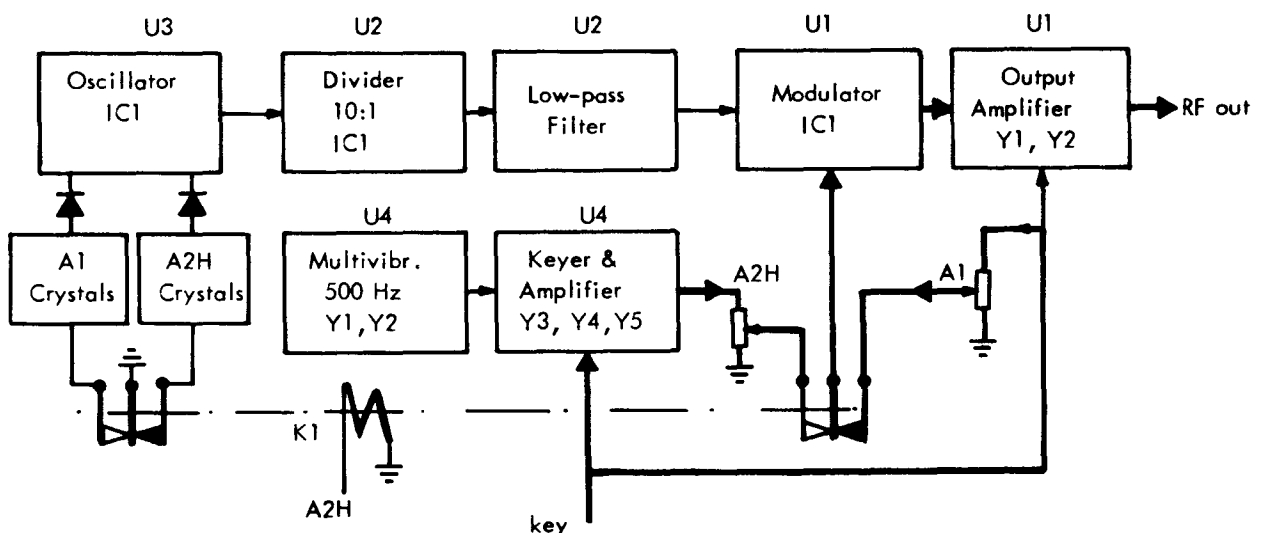 U3
U2
U2
U1
U1
Oscillator
IC1
Divider
10:1
IC1
Low-pass
Filter
Modulator
IC1
Output
Amplifier
Y1, Y2
RF out
U4
U4
A1
Crystals
A2H
Crystals
Multivibr.
500 Hz
Y1, Y2
Keyer &
Amplifier
Y3, Y4, Y5
A2H
A1
K1
A2H
key